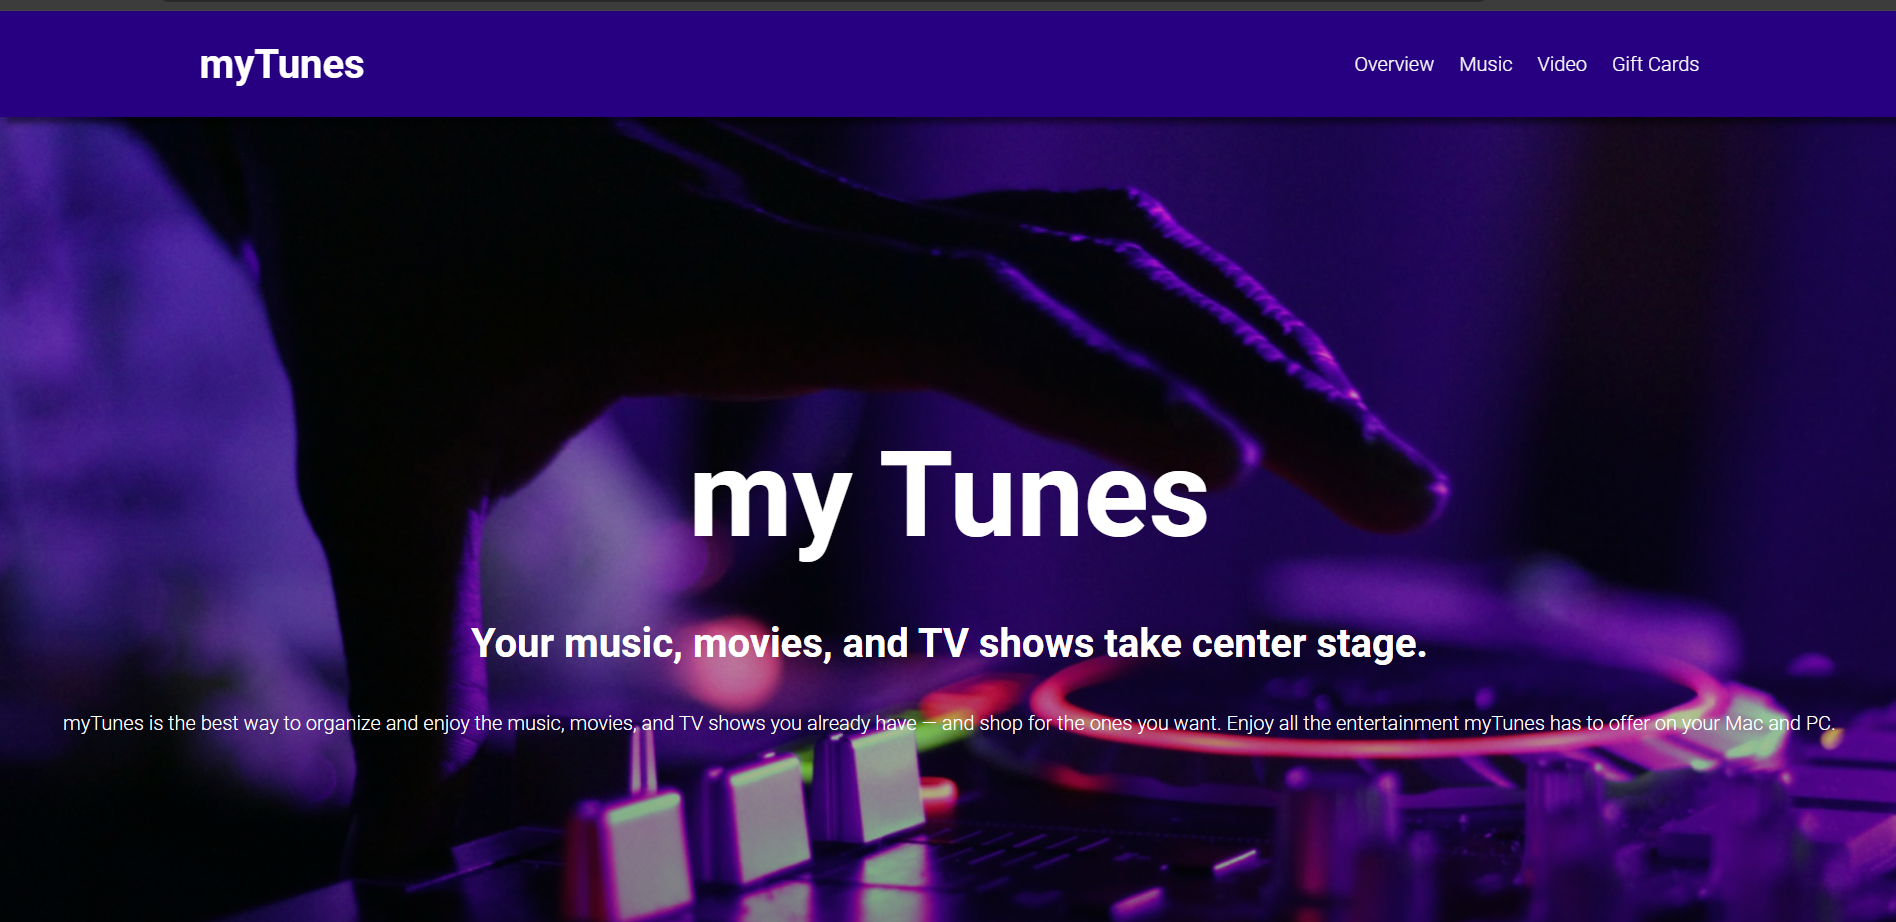 myTunes
Overview Music Video Gift Cards
my Tunes
Your music, movies, and TV shows take center stage.
myTunes is the best way to organize and enjoy the music, movies, and TV shows you already have — and shop for the ones you want. Enjoy all the entertainment myTunes has to offer on your Mac and PC.